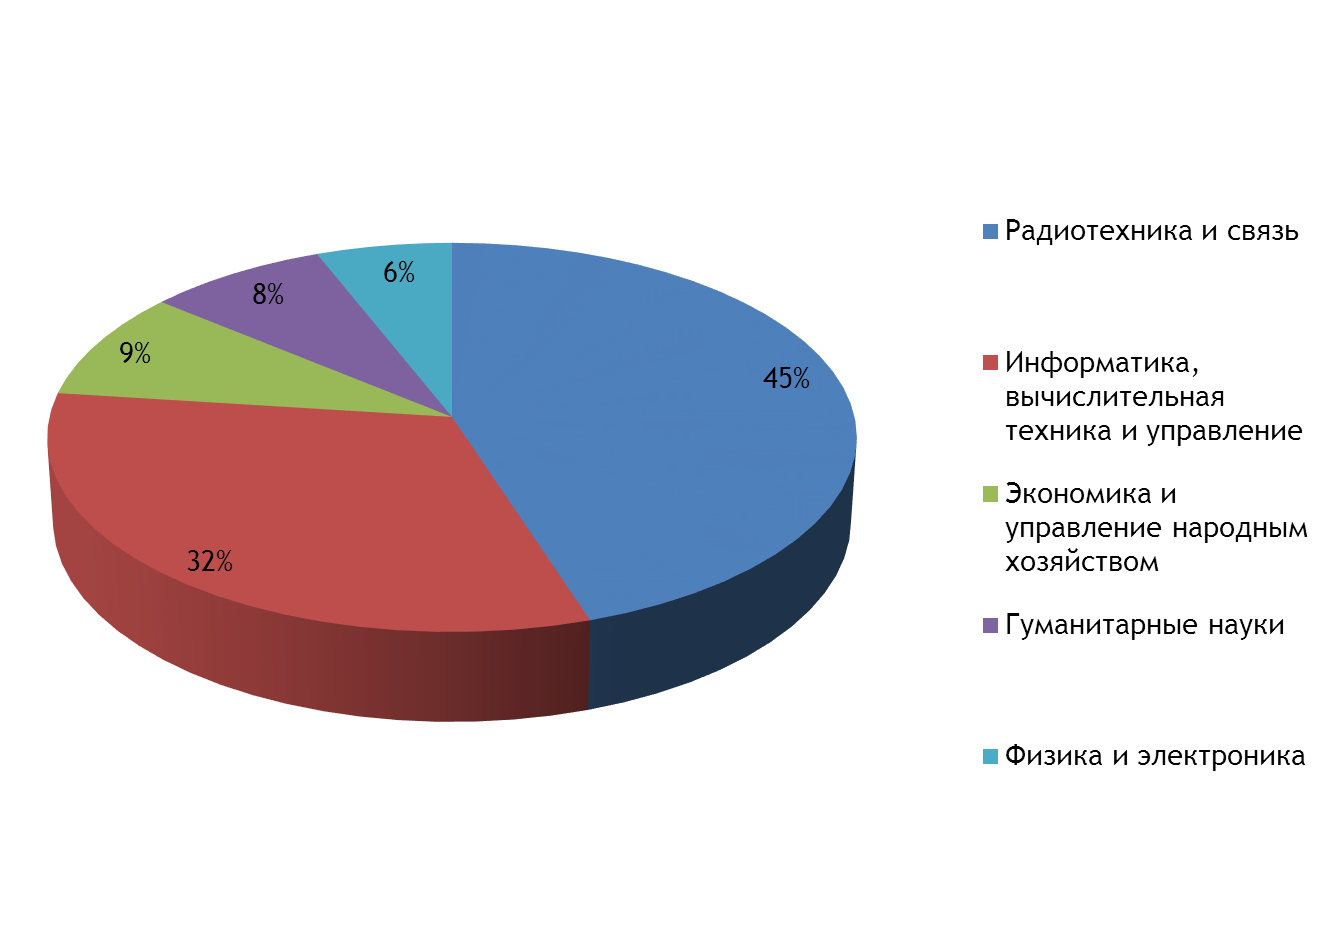 6%
8%
9%
45%
32%
Радиотехника и связь
Информатика,
вычислительная
техника и управление
Экономика и
управление народным
хозяйством
Гуманитарные науки
Физика и электроника